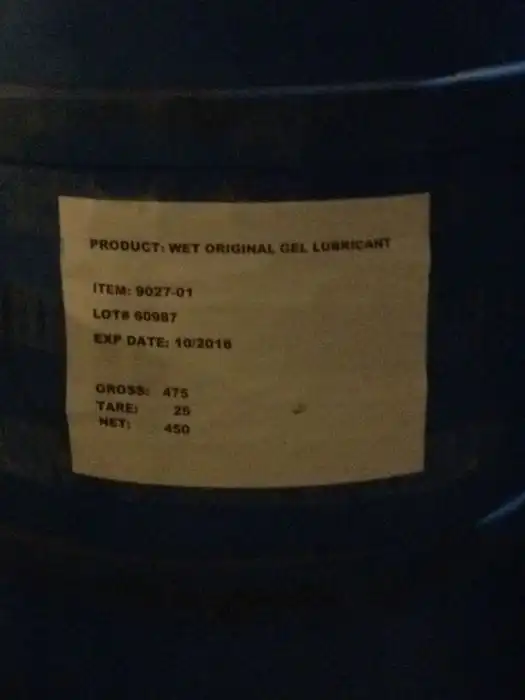 PRODUCT: WET ORIGINAL GEL LUBRICANT
ITEM: 9027-01
LOT# 60987
EXP DATE: 10/2016
GROSS: 475
TARE: 25
NET: 450